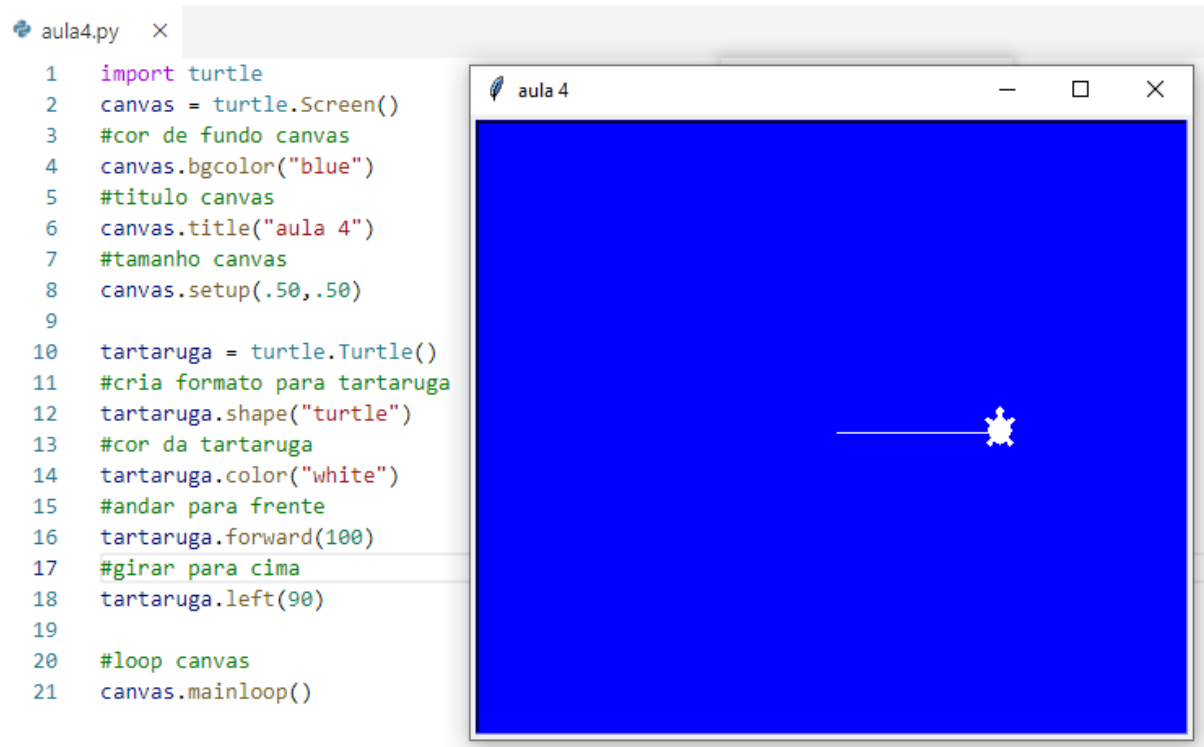 aula4.py
1 import turtle
2 canvas = turtle.Screen()
3 #cor de fundo canvas
4 canvas.bgcolor("blue")
5 #titulo canvas
6 canvas.title("aula 4")
7 #tamanho canvas
8 canvas.setup(.50,.50)
9
10 tartaruga = turtle.Turtle()
11 #cria formato para tartaruga
12 tartaruga.shape("turtle")
13 #cor da tartaruga
14 tartaruga.color("white")
15 #andar para frente
16 tartaruga.forward(100)
17 #girar para cima
18 tartaruga.left(90)
19
20 #loop canvas
21 canvas.mainloop()
aula 4